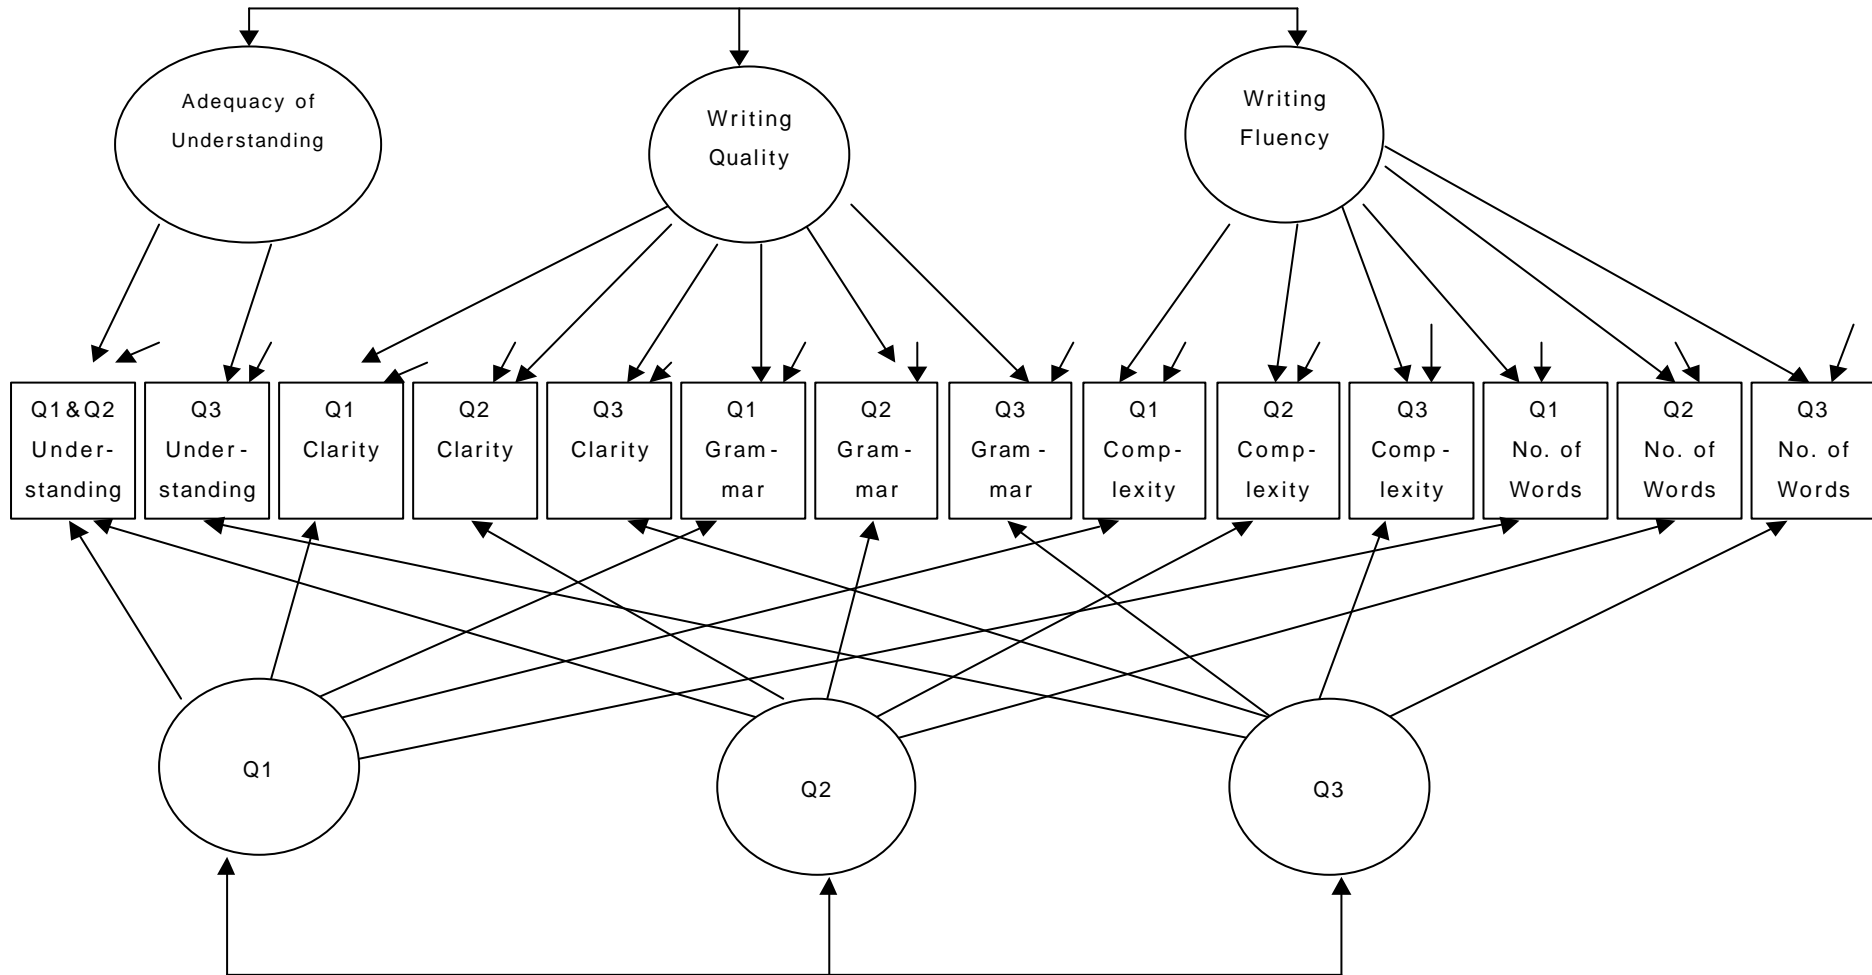 Adequacy of
Understanding
Writing
Quality
Writing
Fluency
Q1&Q2
Under-
standing
Q3
Under-
standing
Q1
Clarity
Q2
Clarity
Q3
Clarity
Q1
Gram-
mar
Q2
Gram-
mar
Q3
Gram-
mar
Q1
Comp-
lexity
Q2
Comp-
lexity
Q3
Comp-
lexity
Q1
No. of
Words
Q2
No. of
Words
Q3
No. of
Words
Q1
Q2
Q3